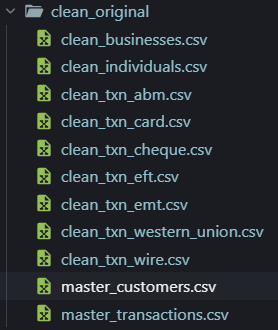 clean_original
clean_businesses.csv
clean_individuals.csv
clean_txn_abm.csv
clean_txn_card.csv
clean_txn_cheque.csv
clean_txn_eft.csv
clean_txn_emt.csv
clean_txn_western_union.csv
clean_txn_wire.csv
master_customers.csv
master_transactions.csv